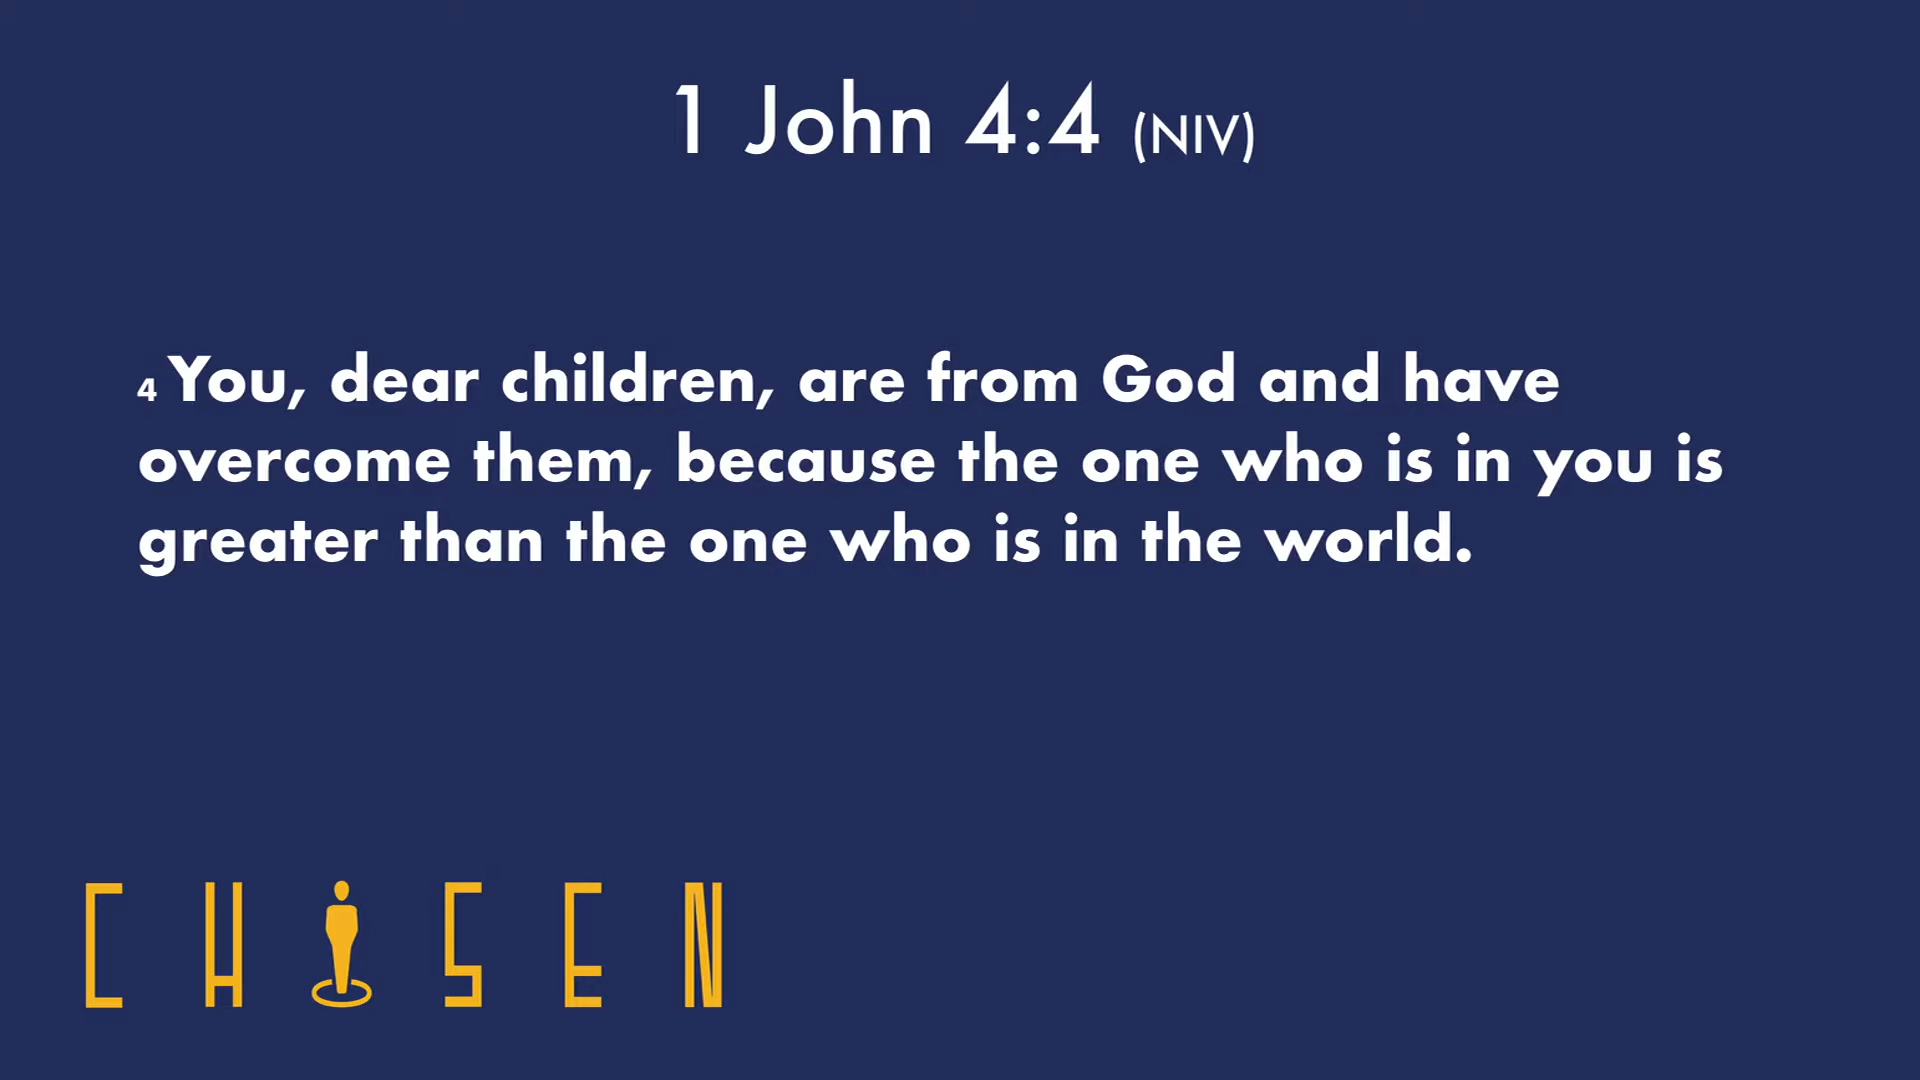 1 John 4:4 (NIV)
4 You, dear children, are from God and have
overcome them, because the one who is in you is
greater than the one who is in the world.
CHOSEN